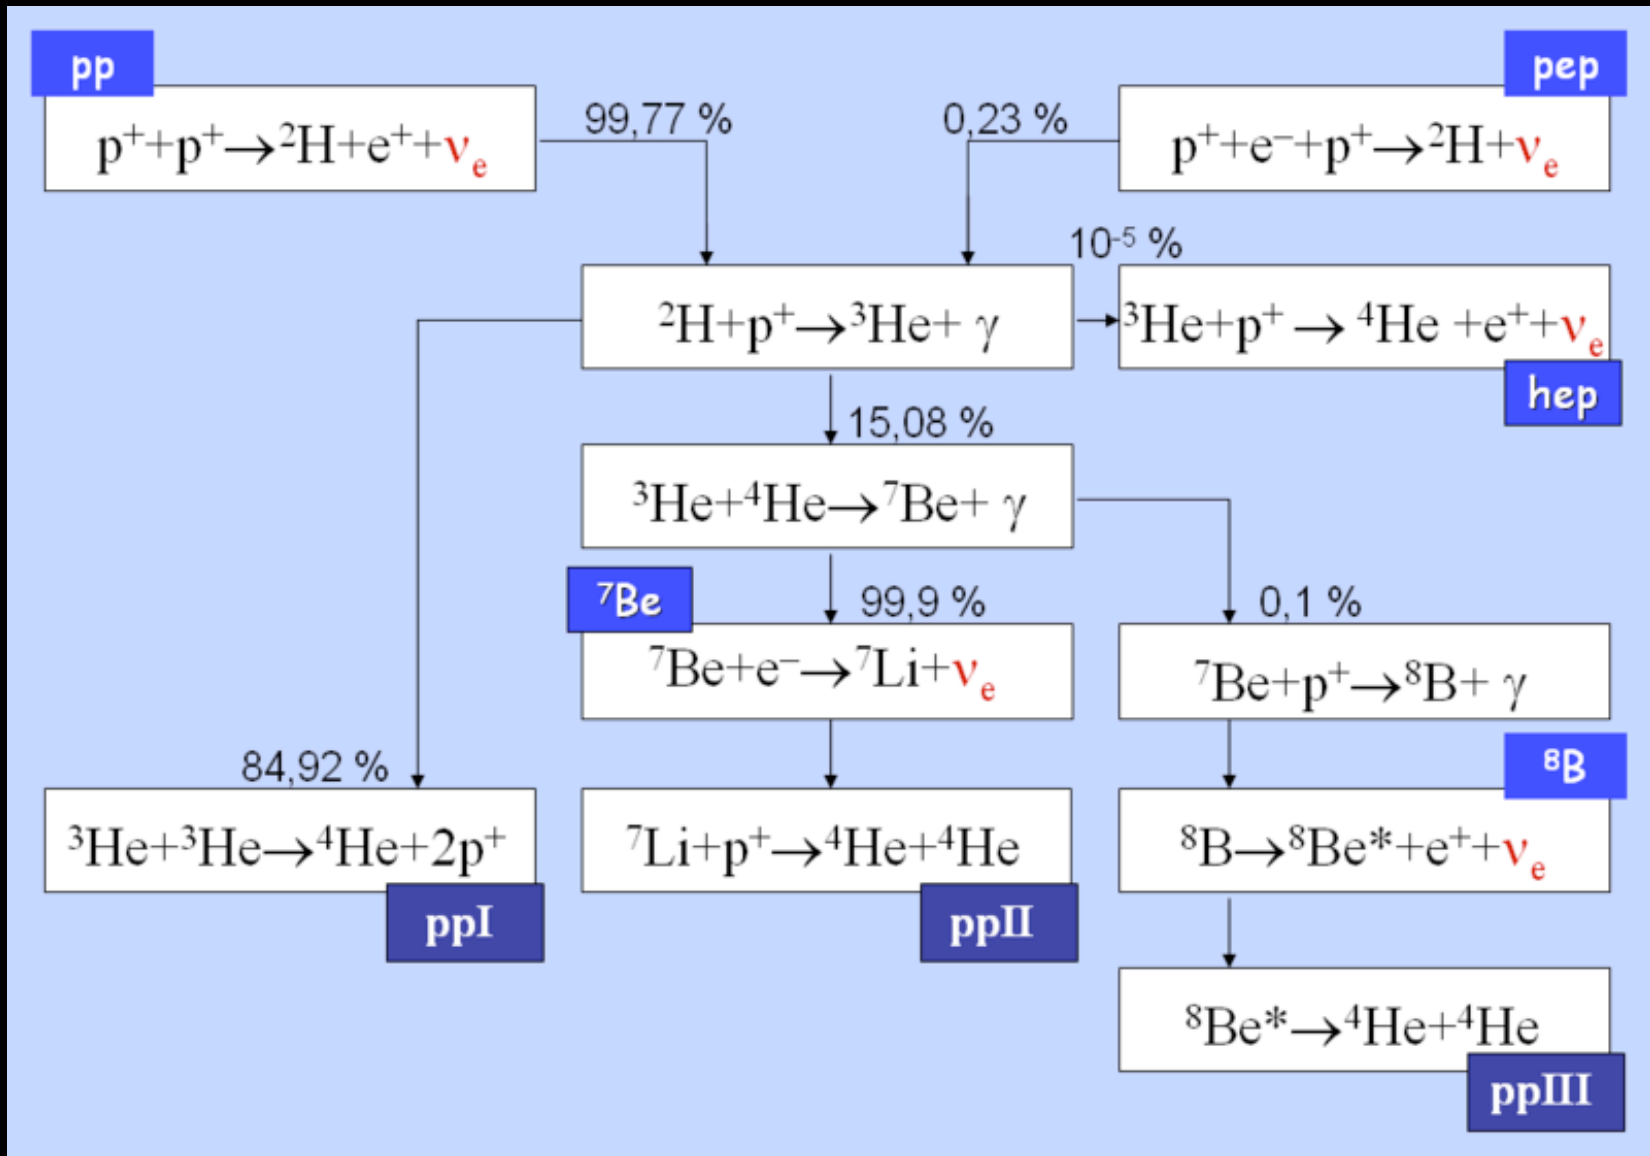 pp
pep
99,77 %
0,23 %
p⁺+p⁺→²H+e⁺+νₑ
p⁺+e⁻+p⁺→²H+νₑ
10⁻⁵ %
²H+p⁺→³He+ γ
³He+p⁺ → ⁴He +e⁺+νₑ
hep
15,08 %
³He+⁴He→⁷Be+ γ
⁷Be
99,9 %
0,1 %
⁷Be+e⁻→⁷Li+νₑ
⁷Be+p⁺→⁸B+ γ
84,92 %
⁸B
³He+³He→⁴He+2p⁺
⁷Li+p⁺→⁴He+⁴He
⁸B→⁸Be*+e⁺+νₑ
ppI
ppII
⁸Be*→⁴He+⁴He
ppIII